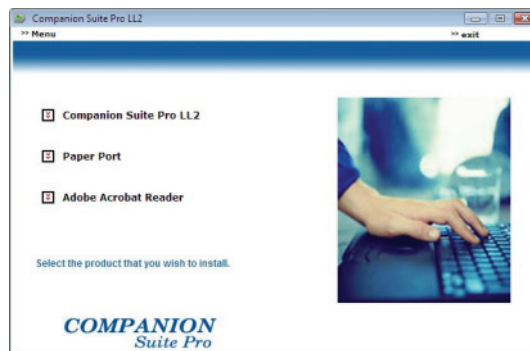 Companion Suite Pro LL2
>> Menu >> exit
Companion Suite Pro LL2
Paper Port
Adobe Acrobat Reader
Select the product that you wish to install.
COMPANION
Suite Pro